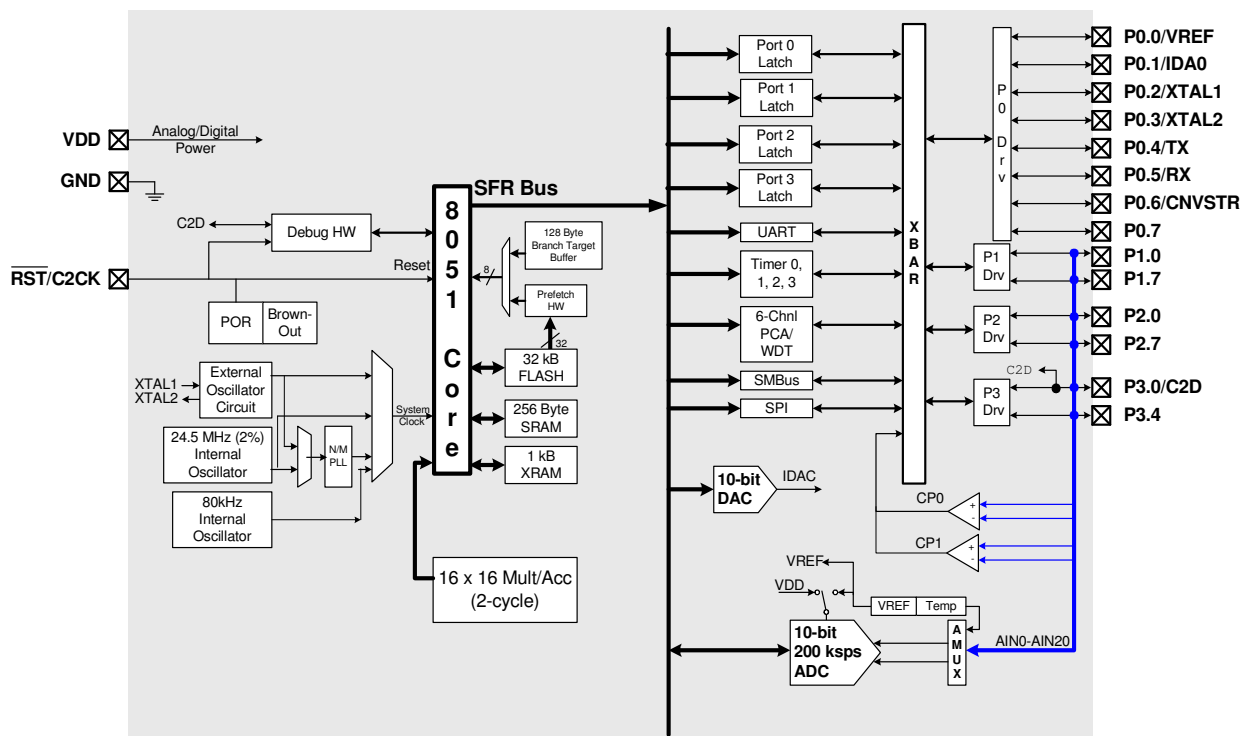 VDD
Analog/Digital
Power
GND
C2D
Debug HW
RST/C2CK
Reset
POR
Brown-
Out
XTAL1
XTAL2
External
Oscillator
Circuit
24.5 MHz (2%)
Internal
Oscillator
N/M
PLL
80kHz
Internal
Oscillator
System
Clock
8051 Core
SFR Bus
128 Byte
Branch Target
Buffer
8
Prefetch
HW
32
32 kB
FLASH
256 Byte
SRAM
1 kB
XRAM
16 x 16 Mult/Acc
(2-cycle)
Port 0
Latch
Port 1
Latch
Port 2
Latch
Port 3
Latch
UART
Timer 0,
1, 2, 3
6-Chnl
PCA/
WDT
SMBus
SPI
10-bit
DAC
IDAC
XBAR
P0 Drv
P1
Drv
P2
Drv
P3
Drv
C2D
CP0
+
-
CP1
+
-
VREF
VDD
VREF
Temp
10-bit
200 ksps
ADC
AMUX
AIN0-AIN20
P0.0/VREF
P0.1/IDA0
P0.2/XTAL1
P0.3/XTAL2
P0.4/TX
P0.5/RX
P0.6/CNVSTR
P0.7
P1.0
P1.7
P2.0
P2.7
P3.0/C2D
P3.4